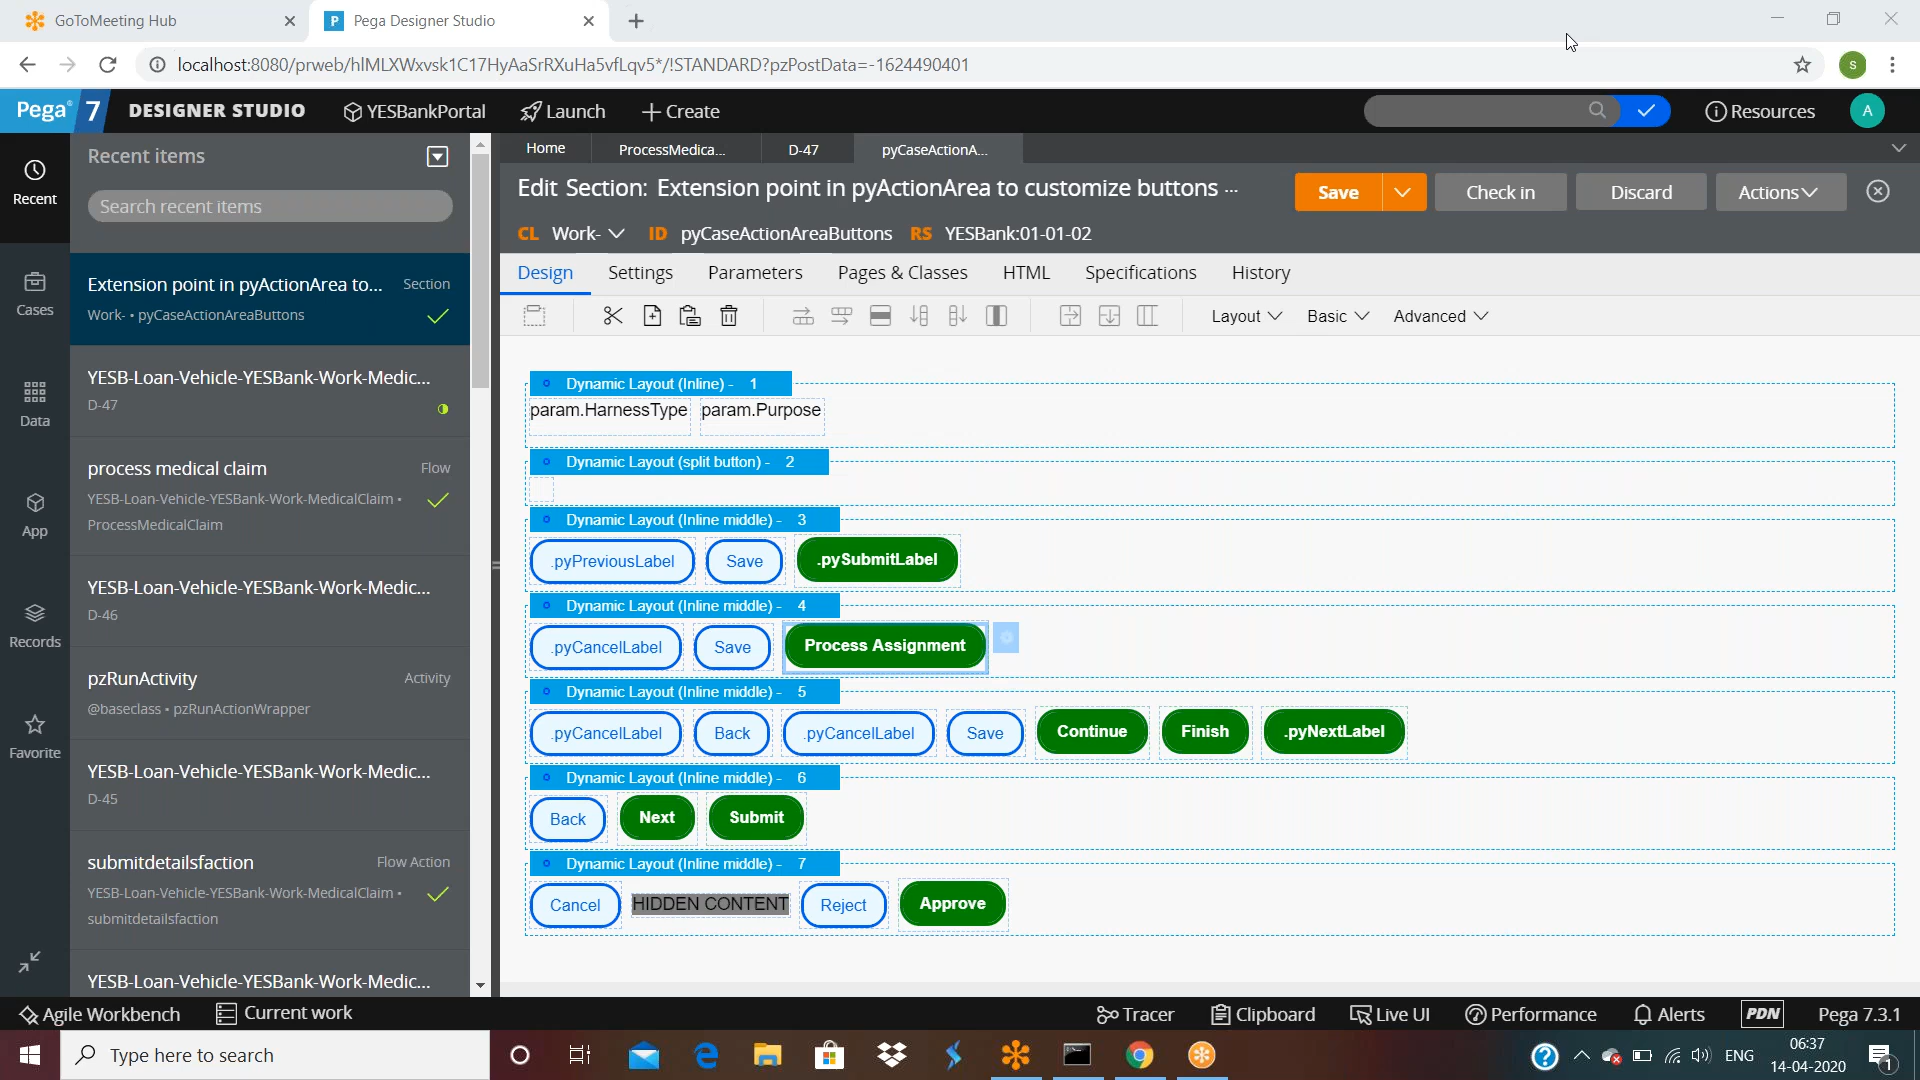 GoToMeeting Hub
Pega Designer Studio
localhost:8080/prweb/hIMLXWxvsk1C17HyAaSrRXuHa5vfLqv5*/!STANDARD?pzPostData=-1624490401
S
Pega 7 DESIGNER STUDIO YESBankPortal Launch Create
Resources A
Recent
Cases
Data
App
Records
Favorite
Recent items
Search recent items
Extension point in pyActionArea to... Section
Work- • pyCaseActionAreaButtons
YESB-Loan-Vehicle-YESBank-Work-Medic...
D-47
process medical claim Flow
YESB-Loan-Vehicle-YESBank-Work-MedicalClaim •
ProcessMedicalClaim
YESB-Loan-Vehicle-YESBank-Work-Medic...
D-46
pzRunActivity Activity
@baseclass • pzRunActionWrapper
YESB-Loan-Vehicle-YESBank-Work-Medic...
D-45
submitdetailsfaction Flow Action
YESB-Loan-Vehicle-YESBank-Work-MedicalClaim •
submitdetailsfaction
YESB-Loan-Vehicle-YESBank-Work-Medic...
Home ProcessMedica... D-47 pyCaseActionA...
Edit Section: Extension point in pyActionArea to customize buttons ...
Save Check in Discard Actions
CL Work- ID pyCaseActionAreaButtons RS YESBank:01-01-02
Design Settings Parameters Pages & Classes HTML Specifications History
Layout Basic Advanced
Dynamic Layout (Inline) - 1
param.HarnessType param.Purpose
Dynamic Layout (split button) - 2
Dynamic Layout (Inline middle) - 3
.pyPreviousLabel Save .pySubmitLabel
Dynamic Layout (Inline middle) - 4
.pyCancelLabel Save Process Assignment
Dynamic Layout (Inline middle) - 5
.pyCancelLabel Back .pyCancelLabel Save Continue Finish .pyNextLabel
Dynamic Layout (Inline middle) - 6
Back Next Submit
Dynamic Layout (Inline middle) - 7
Cancel HIDDEN CONTENT Reject Approve
Agile Workbench Current work Tracer Clipboard Live UI Performance Alerts PDN Pega 7.3.1
Type here to search
ENG
06:37
14-04-2020
1